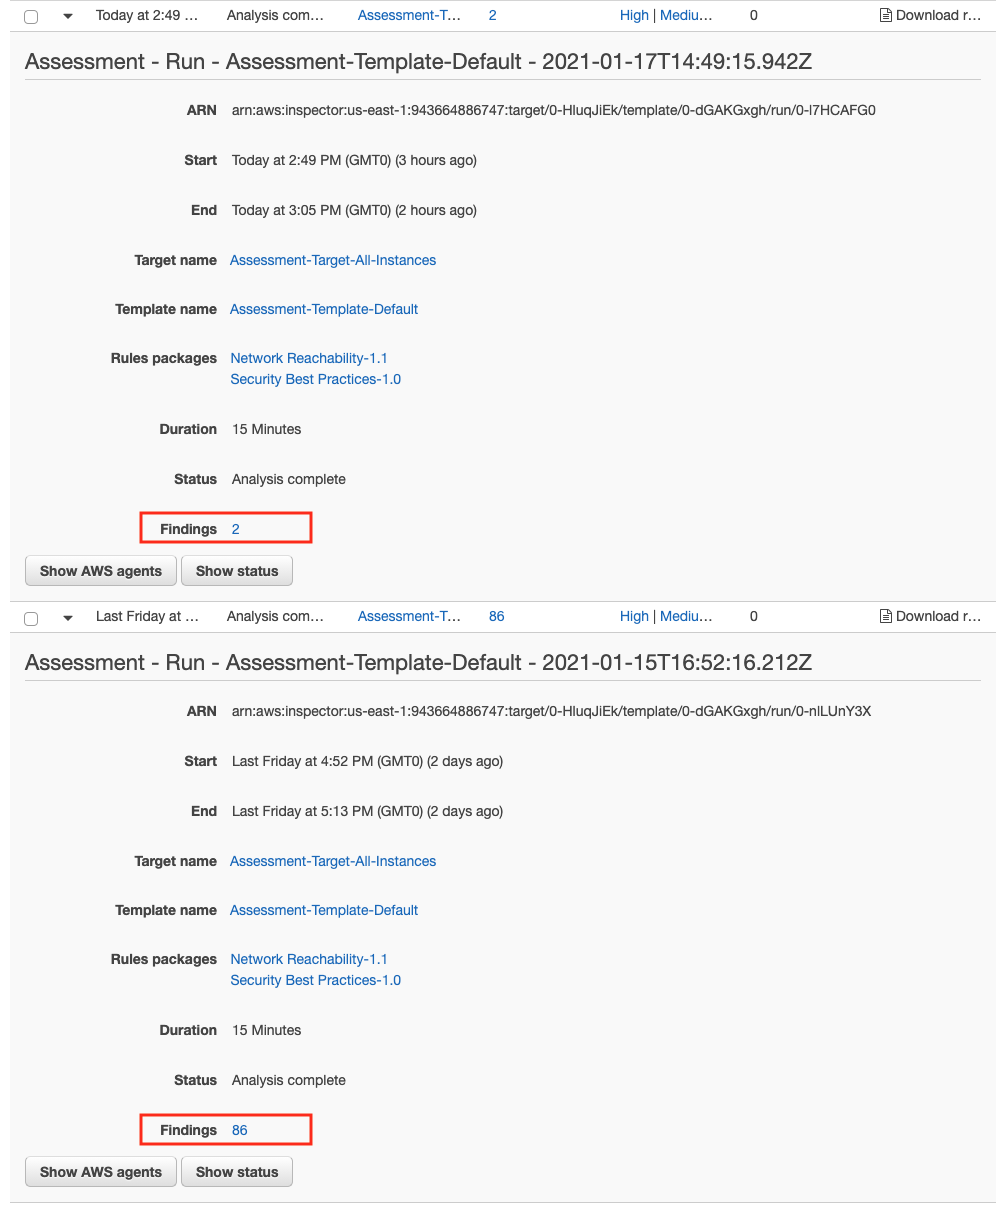 Today at 2:49 ... Analysis com... Assessment-T... 2 High | Mediu... 0 Download r...
Assessment - Run - Assessment-Template-Default - 2021-01-17T14:49:15.942Z
ARN arn:aws:inspector:us-east-1:943664886747:target/0-HluqJiEk/template/0-dGAKGxgh/run/0-l7HCAFG0
Start Today at 2:49 PM (GMT0) (3 hours ago)
End Today at 3:05 PM (GMT0) (2 hours ago)
Target name Assessment-Target-All-Instances
Template name Assessment-Template-Default
Rules packages Network Reachability-1.1
Security Best Practices-1.0
Duration 15 Minutes
Status Analysis complete
Findings 2
Show AWS agents Show status
Last Friday at ... Analysis com... Assessment-T... 86 High | Mediu... 0 Download r...
Assessment - Run - Assessment-Template-Default - 2021-01-15T16:52:16.212Z
ARN arn:aws:inspector:us-east-1:943664886747:target/0-HluqJiEk/template/0-dGAKGxgh/run/0-nlLUnY3X
Start Last Friday at 4:52 PM (GMT0) (2 days ago)
End Last Friday at 5:13 PM (GMT0) (2 days ago)
Target name Assessment-Target-All-Instances
Template name Assessment-Template-Default
Rules packages Network Reachability-1.1
Security Best Practices-1.0
Duration 15 Minutes
Status Analysis complete
Findings 86
Show AWS agents Show status